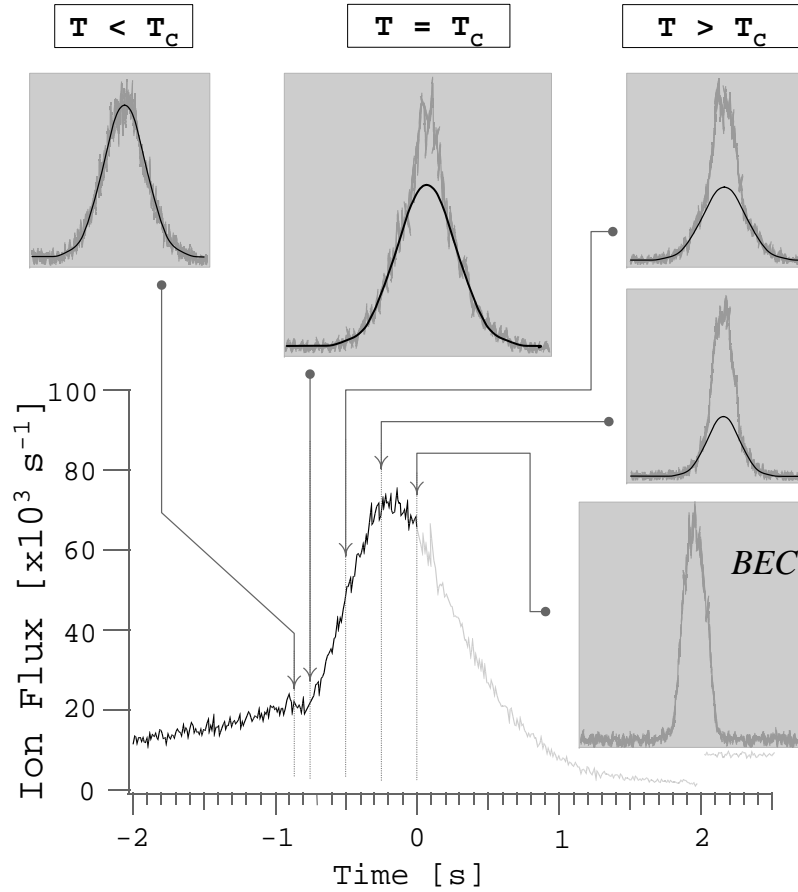 T < Tc
T = Tc
T > Tc
BEC
Ion Flux [x10³ s⁻¹]
100
80
60
40
20
0
-2
-1
0
1
2
Time [s]